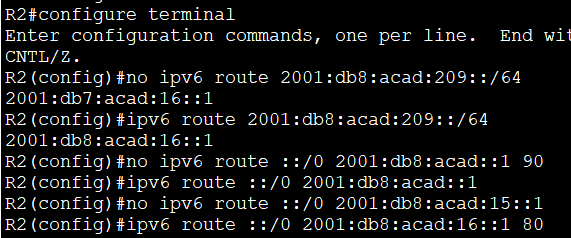 R2#configure terminal
Enter configuration commands, one per line.  End wit
CNTL/Z.
R2(config)#no ipv6 route 2001:db8:acad:209::/64
2001:db7:acad:16::1
R2(config)#ipv6 route 2001:db8:acad:209::/64
2001:db8:acad:16::1
R2(config)#no ipv6 route ::/0 2001:db8:acad::1 90
R2(config)#ipv6 route ::/0 2001:db8:acad::1
R2(config)#no ipv6 route ::/0 2001:db8:acad:15::1
R2(config)#ipv6 route ::/0 2001:db8:acad:16::1 80